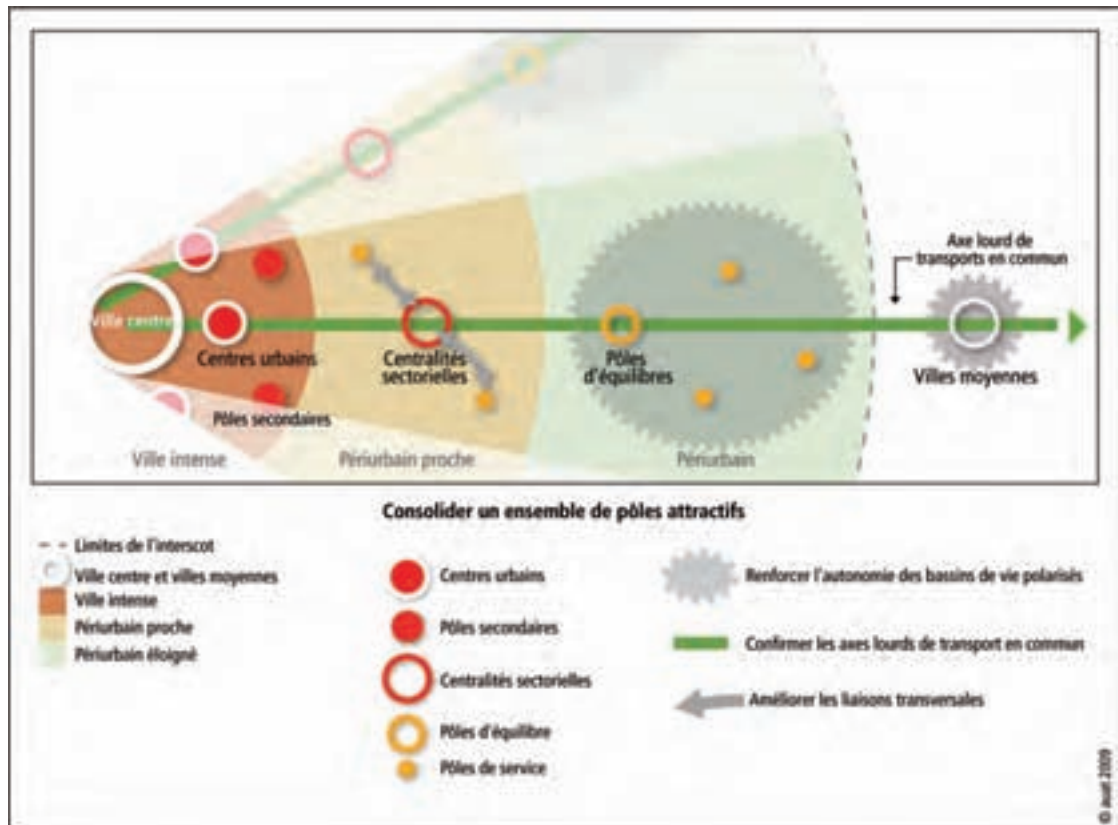 Ville centre
Axe lourd de
transports en commun
Centres urbains
Centralités
sectorielles
Pôles
d'équilibres
Villes moyennes
Pôles secondaires
Ville intense
Périurbain proche
Périurbain
Consolider un ensemble de pôles attractifs
Limites de l'interscot
Ville centre et villes moyennes
Ville intense
Périurbain proche
Périurbain éloigné
Centres urbains
Pôles secondaires
Centralités sectorielles
Pôles d'équilibre
Pôles de service
Renforcer l'autonomie des bassins de vie polarisés
Confirmer les axes lourds de transport en commun
Améliorer les liaisons transversales
© auat 2009